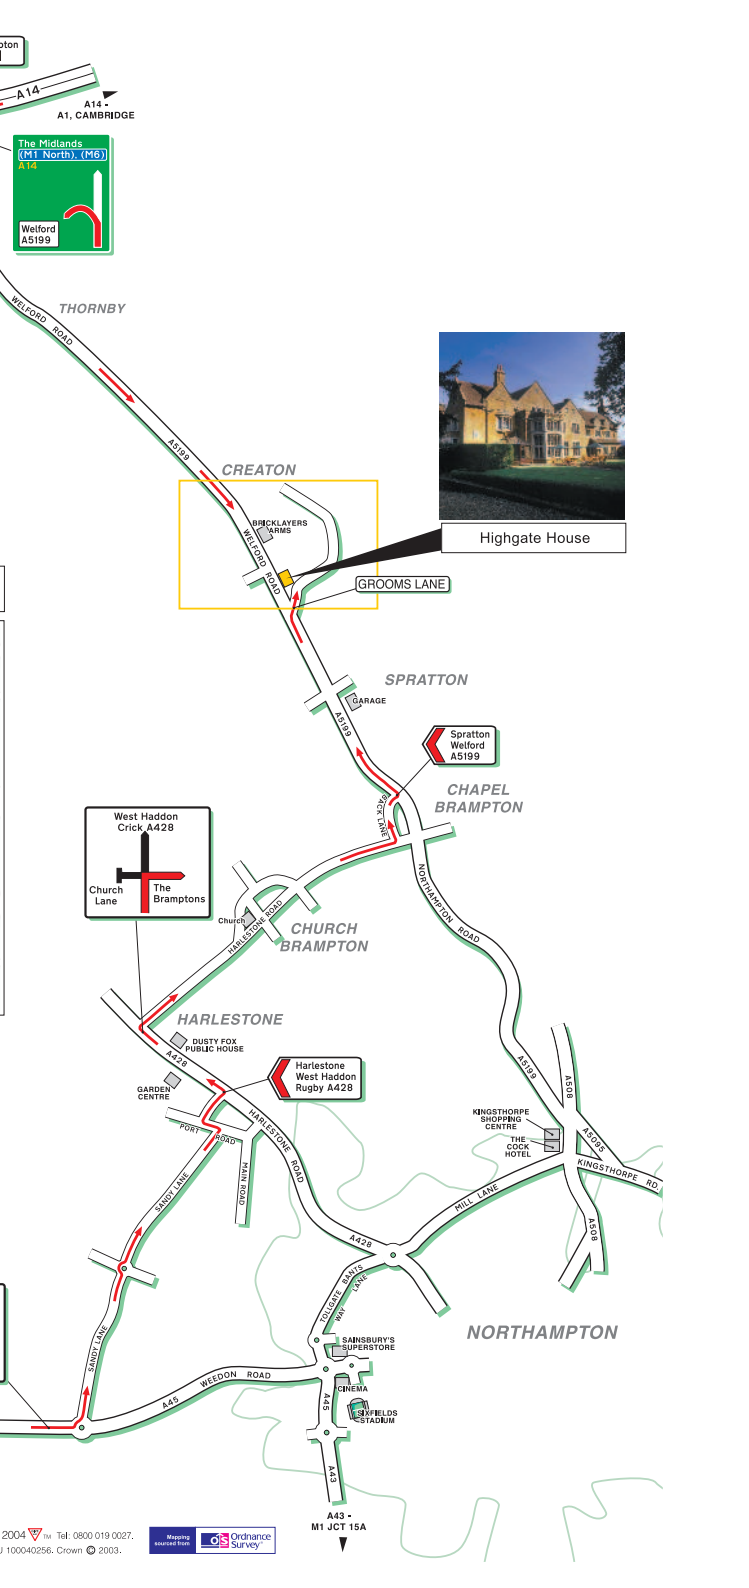 A14
A14 -
A1, CAMBRIDGE
The Midlands
(M1 North), (M6)
A14
Welford
A5199
WELFORD ROAD
THORNBY
A5199
CREATON
BRICKLAYERS
ARMS
WELFORD ROAD
Highgate House
GROOMS LANE
SPRATTON
GARAGE
A5199
Spratton
Welford
A5199
CHAPEL
BRAMPTON
BACK LANE
West Haddon
Crick A428
Church
Lane
The
Bramptons
NORTHAMPTON ROAD
Church
HARLESTONE ROAD
CHURCH
BRAMPTON
HARLESTONE
DUSTY FOX
PUBLIC HOUSE
A428
GARDEN
CENTRE
Harlestone
West Haddon
Rugby A428
A5199
A508
KINGSTHORPE
SHOPPING
CENTRE
THE
COCK
HOTEL
A5095
KINGSTHORPE RD
PORT ROAD
HARLESTONE ROAD
MAIN ROAD
SANDY LANE
MILL LANE
A508
A428
TOLLGATE WAY
BANTS LANE
NORTHAMPTON
SAINSBURY'S
SUPERSTORE
SANDY LANE
WEEDON ROAD
A45
CINEMA
A45
SIXFIELDS
STADIUM
A43
A43 -
M1 JCT 15A
2004 TM Tel: 0800 019 0027.
100040256. Crown © 2003.
Mapping
sourced from
Ordnance
Survey®